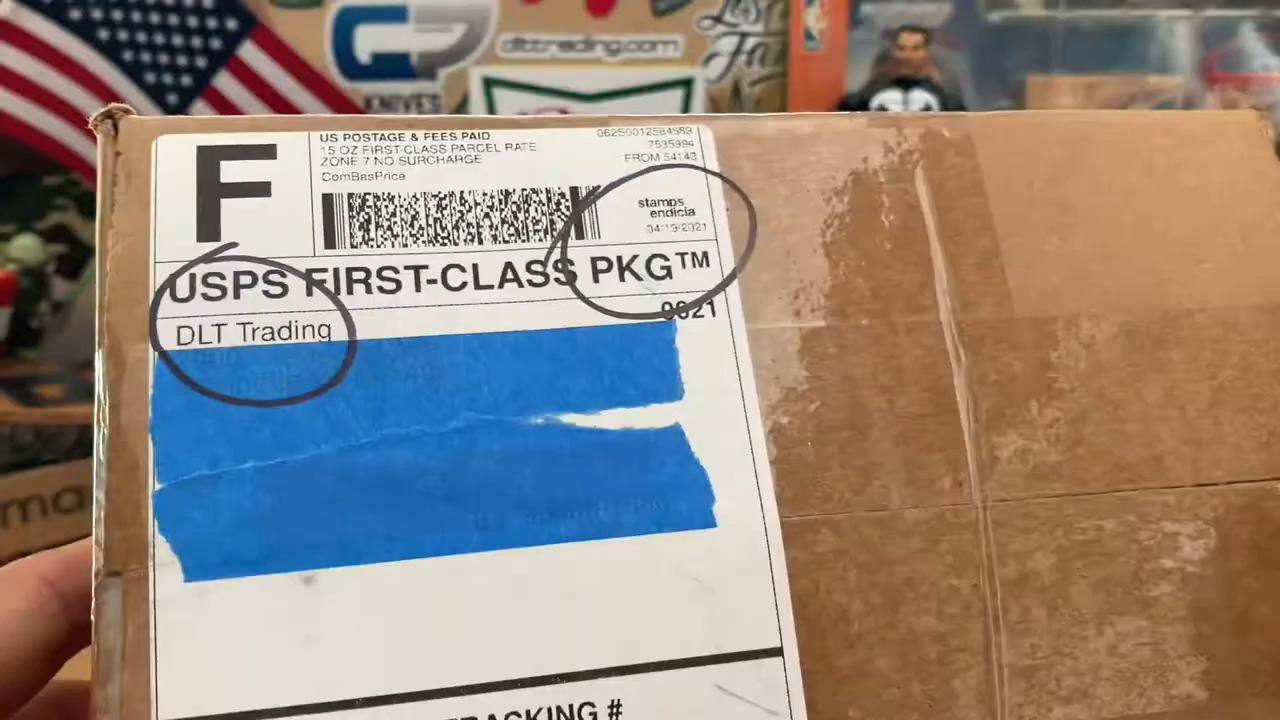 KNIVES
dlttrading.com
F
US POSTAGE & FEES PAID
15 OZ FIRST-CLASS PARCEL RATE
ZONE 7 NO SURCHARGE
ComBasPrice
062S0012584589
7535994
FROM 54143
stamps
endicia
04/19/2021
USPS FIRST-CLASS PKG™
0021
DLT Trading
TRACKING #